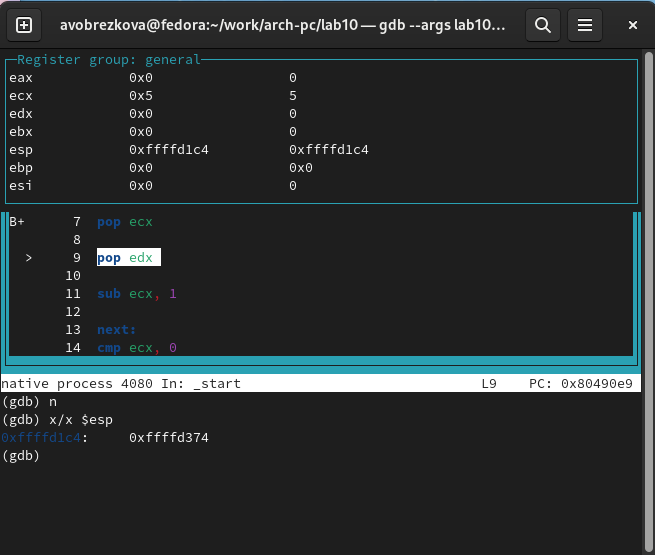 avobrezkova@fedora:~/work/arch-pc/lab10 — gdb --args lab10...
Register group: general
eax 0x0 0
ecx 0x5 5
edx 0x0 0
ebx 0x0 0
esp 0xffffd1c4 0xffffd1c4
ebp 0x0 0x0
esi 0x0 0
B+ 7 pop ecx
8
> 9 pop edx
10
11 sub ecx, 1
12
13 next:
14 cmp ecx, 0
native process 4080 In: _start L9 PC: 0x80490e9
(gdb) n
(gdb) x/x $esp
0xffffd1c4: 0xffffd374
(gdb)